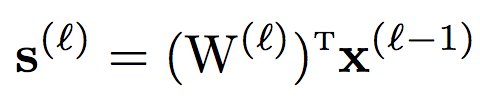 s^(ℓ) = (W^(ℓ))^T x^(ℓ−1)